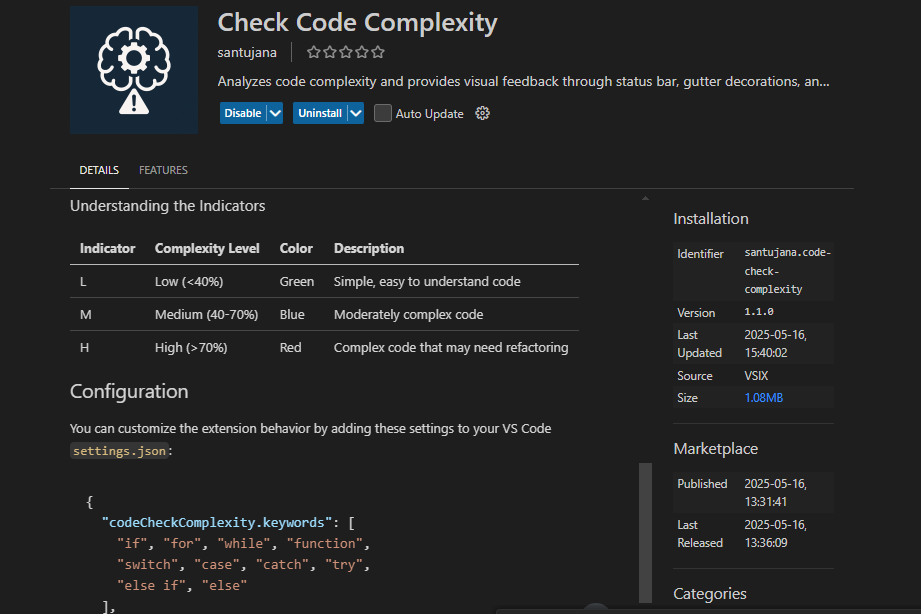 Check Code Complexity
santujana
Analyzes code complexity and provides visual feedback through status bar, gutter decorations, an...
Disable Uninstall Auto Update
DETAILS FEATURES
Understanding the Indicators
Indicator Complexity Level Color Description
L Low (<40%) Green Simple, easy to understand code
M Medium (40-70%) Blue Moderately complex code
H High (>70%) Red Complex code that may need refactoring
Configuration
You can customize the extension behavior by adding these settings to your VS Code
settings.json:
{
"codeCheckComplexity.keywords": [
"if", "for", "while", "function",
"switch", "case", "catch", "try",
"else if", "else"
],
Installation
Identifier santujana.code-
check-
complexity
Version 1.1.0
Last Updated 2025-05-16, 15:40:02
Source VSIX
Size 1.08MB
Marketplace
Published 2025-05-16, 13:31:41
Last Released 2025-05-16, 13:36:09
Categories